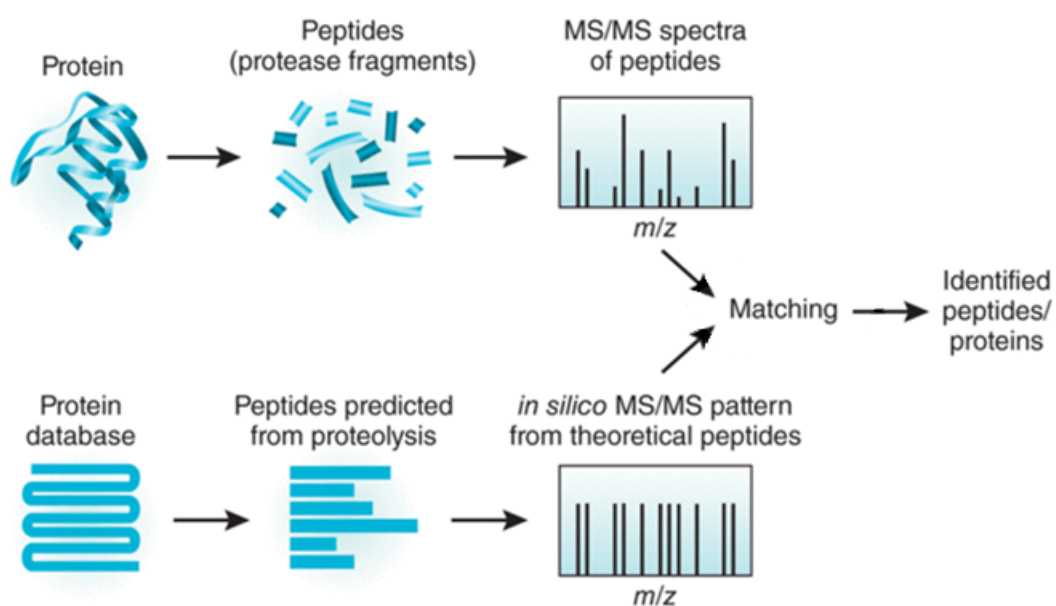 Protein
Peptides
(protease fragments)
MS/MS spectra
of peptides
m/z
Matching
Identified
peptides/
proteins
Protein
database
Peptides predicted
from proteolysis
in silico MS/MS pattern
from theoretical peptides
m/z